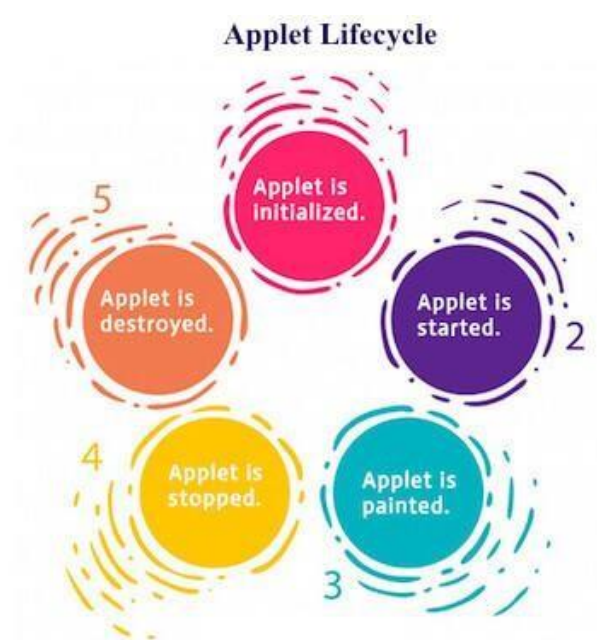 Applet Lifecycle
1
Applet is
initialized.
2
Applet is
started.
3
Applet is
painted.
4
Applet is
stopped.
5
Applet is
destroyed.